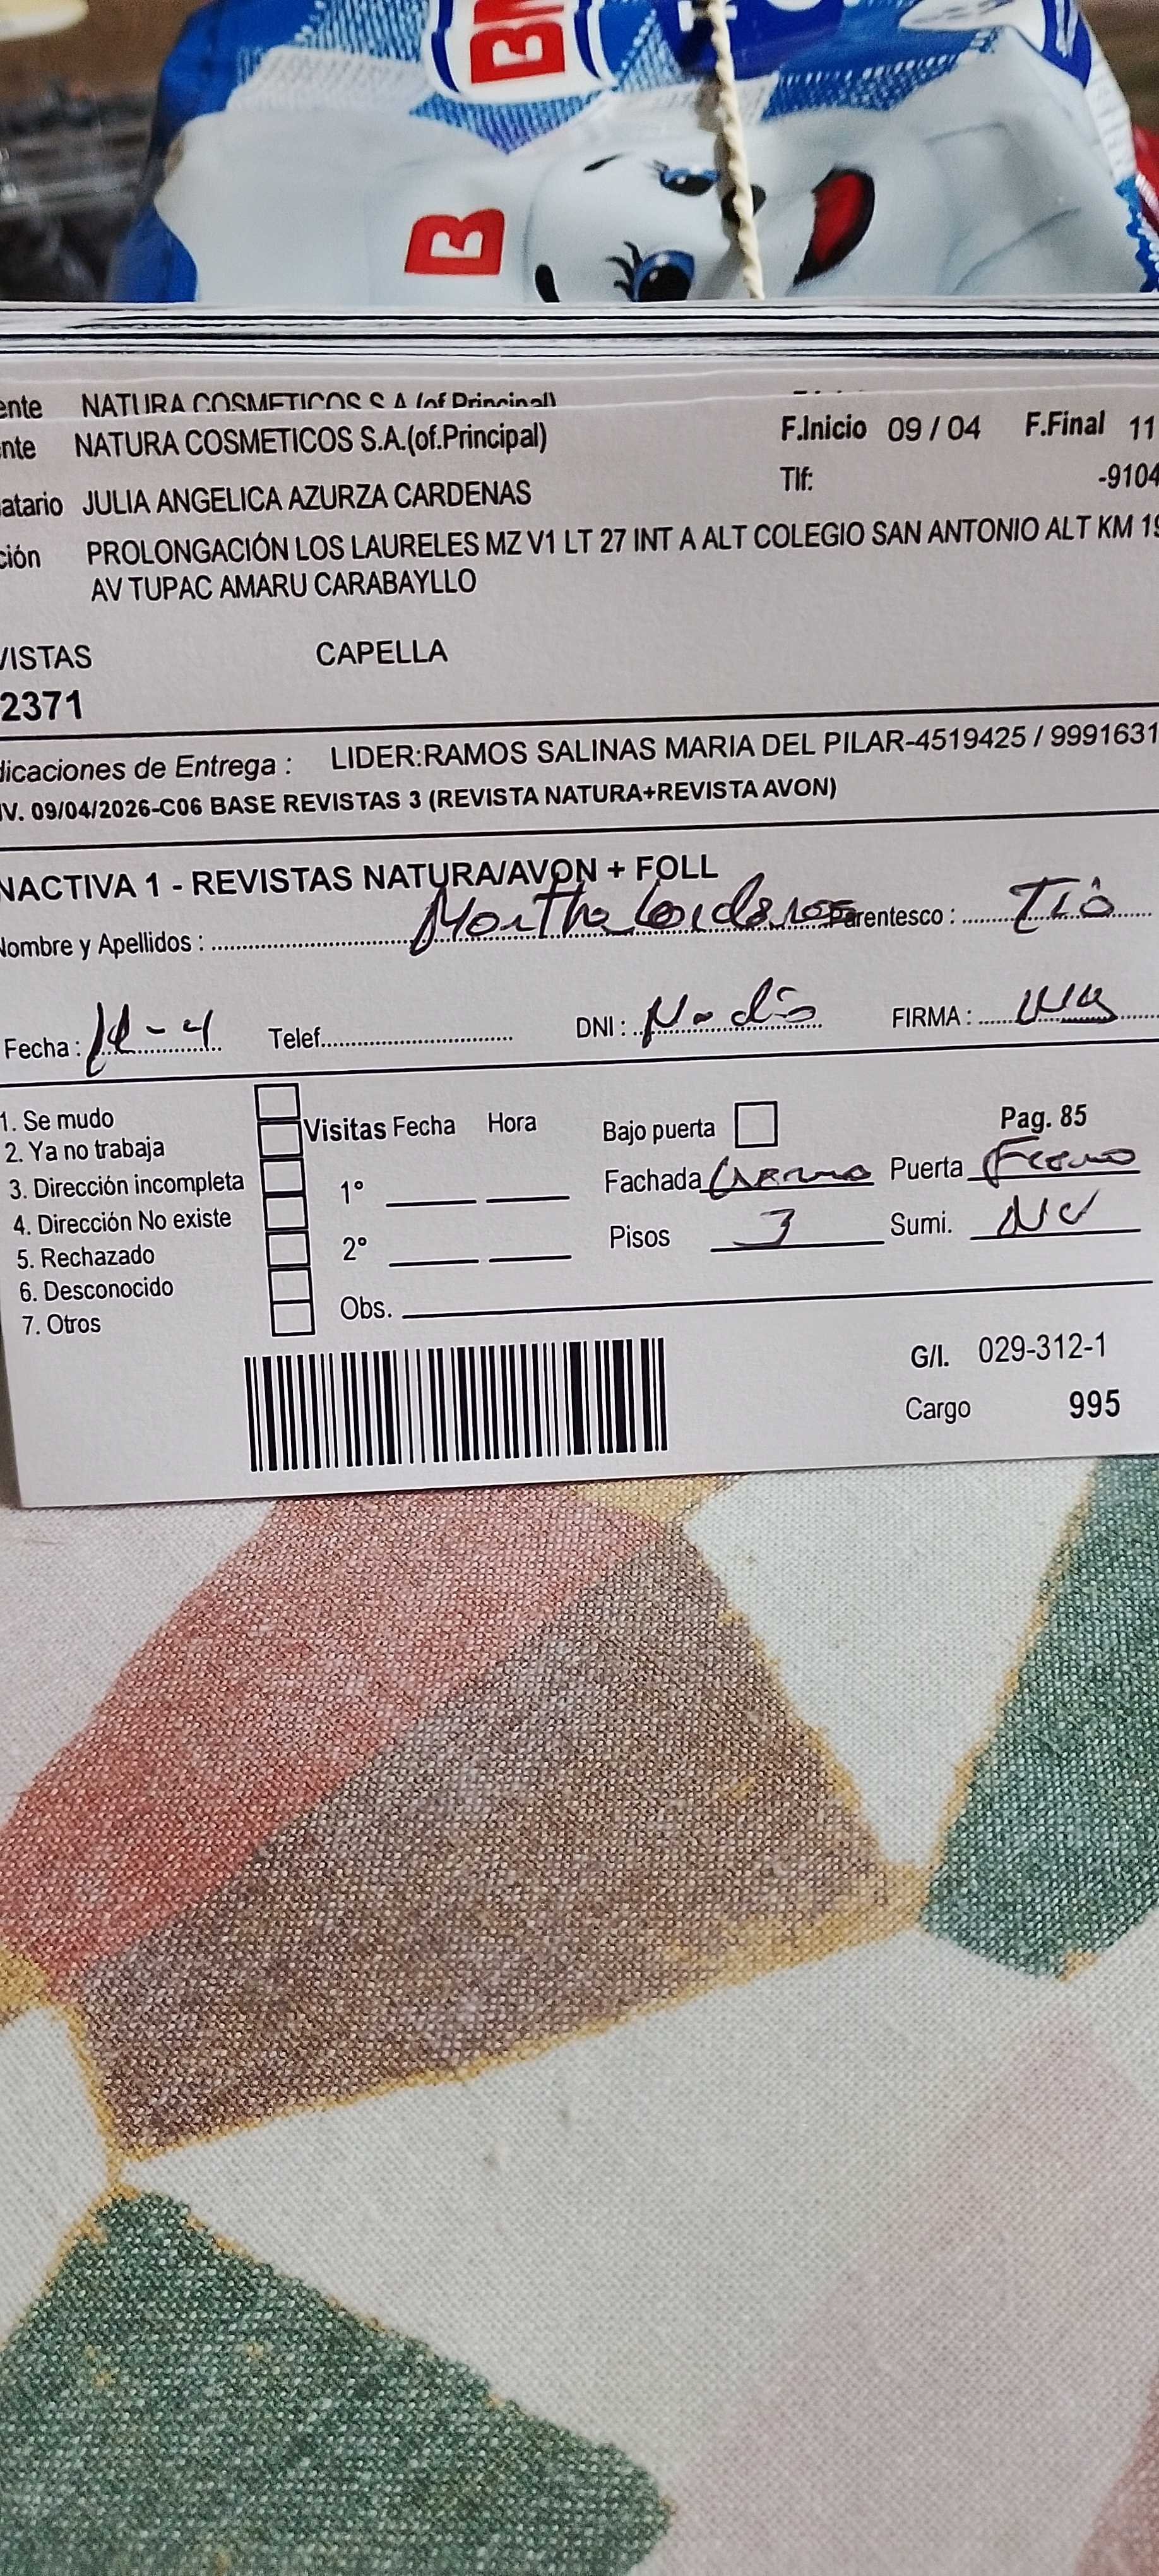 B
B
ente NATURA COSMETICOS S.A.(of.Principal)
nte NATURA COSMETICOS S.A.(of.Principal) F.Inicio 09 / 04 F.Final 11
atario JULIA ANGELICA AZURZA CARDENAS Tlf: -9104
ción PROLONGACIÓN LOS LAURELES MZ V1 LT 27 INT A ALT COLEGIO SAN ANTONIO ALT KM 19
AV TUPAC AMARU CARABAYLLO
VISTAS CAPELLA
2371
dicaciones de Entrega : LIDER:RAMOS SALINAS MARIA DEL PILAR-4519425 / 9991631
IV. 09/04/2026-C06 BASE REVISTAS 3 (REVISTA NATURA+REVISTA AVON)
NACTIVA 1 - REVISTAS NATURA/AVON + FOLL
Nombre y Apellidos : Parentesco : Tio
Fecha : Telef. DNI : FIRMA :
1. Se mudo
2. Ya no trabaja
3. Dirección incompleta
4. Dirección No existe
5. Rechazado
6. Desconocido
7. Otros
Visitas Fecha Hora
1°
2°
Obs.
Bajo puerta Pag. 85
Fachada Puerta
Pisos 3 Sumi.
G/I. 029-312-1
Cargo 995